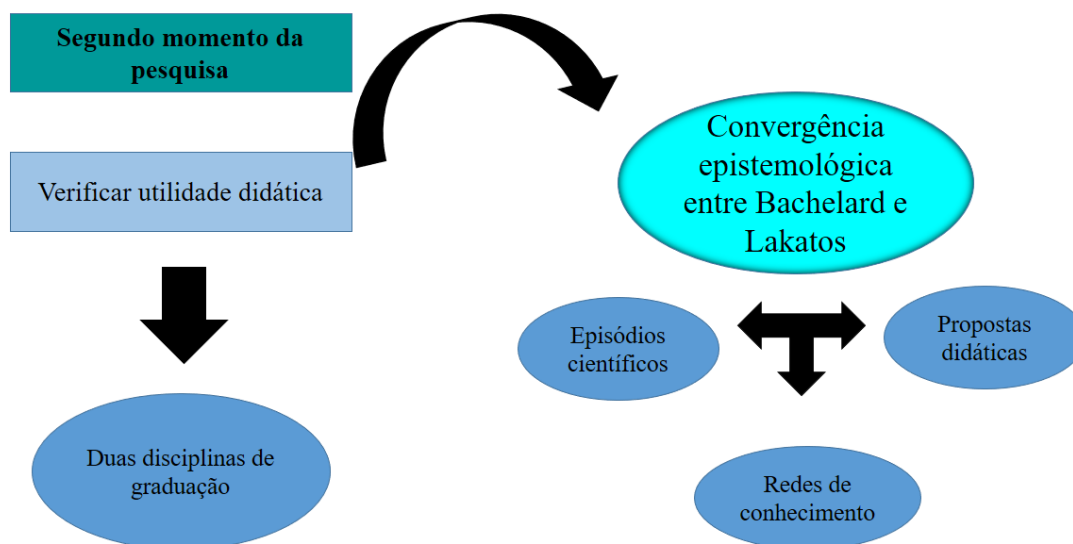 Segundo momento da
pesquisa
Verificar utilidade didática
Duas disciplinas de
graduação
Convergência
epistemológica
entre Bachelard e
Lakatos
Episódios
científicos
Propostas
didáticas
Redes de
conhecimento